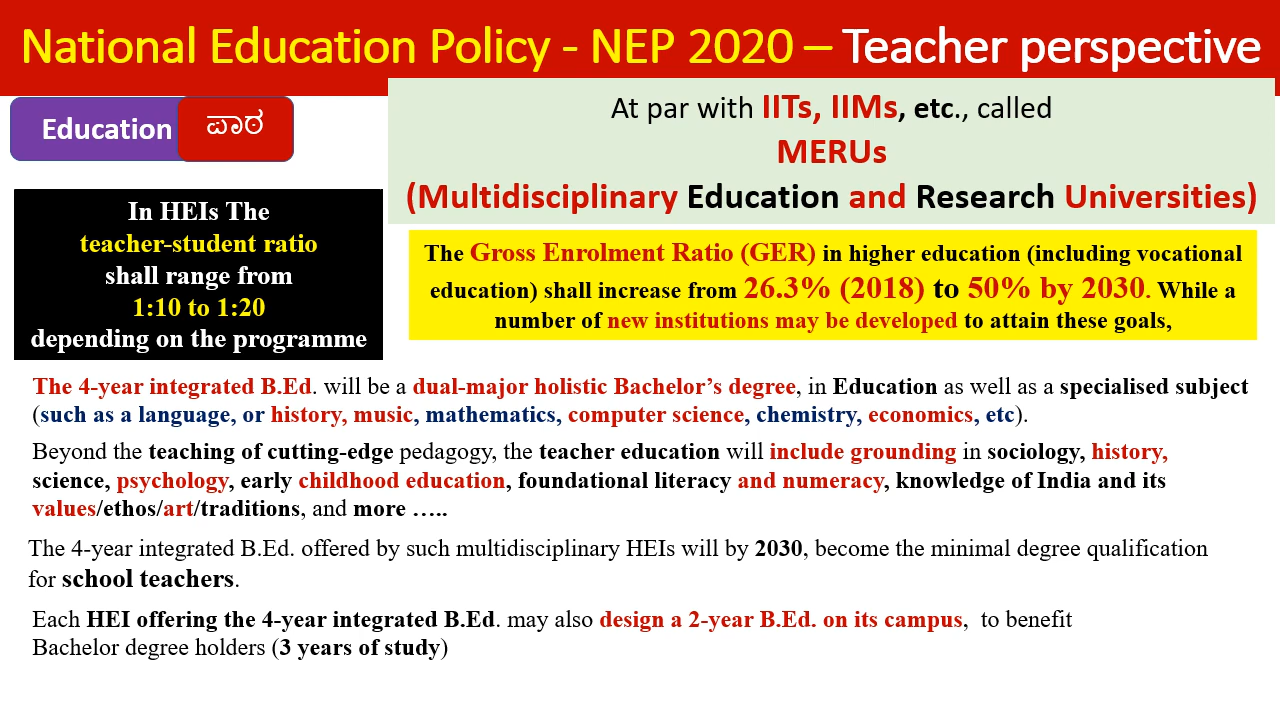 National Education Policy - NEP 2020 – Teacher perspective
Education ಪಾಠ
At par with IITs, IIMs, etc., called
MERUs
(Multidisciplinary Education and Research Universities)
In HEIs The
teacher-student ratio
shall range from
1:10 to 1:20
depending on the programme
The Gross Enrolment Ratio (GER) in higher education (including vocational
education) shall increase from 26.3% (2018) to 50% by 2030. While a
number of new institutions may be developed to attain these goals,
The 4-year integrated B.Ed. will be a dual-major holistic Bachelor’s degree, in Education as well as a specialised subject
(such as a language, or history, music, mathematics, computer science, chemistry, economics, etc).
Beyond the teaching of cutting-edge pedagogy, the teacher education will include grounding in sociology, history,
science, psychology, early childhood education, foundational literacy and numeracy, knowledge of India and its
values/ethos/art/traditions, and more …..
The 4-year integrated B.Ed. offered by such multidisciplinary HEIs will by 2030, become the minimal degree qualification
for school teachers.
Each HEI offering the 4-year integrated B.Ed. may also design a 2-year B.Ed. on its campus, to benefit
Bachelor degree holders (3 years of study)